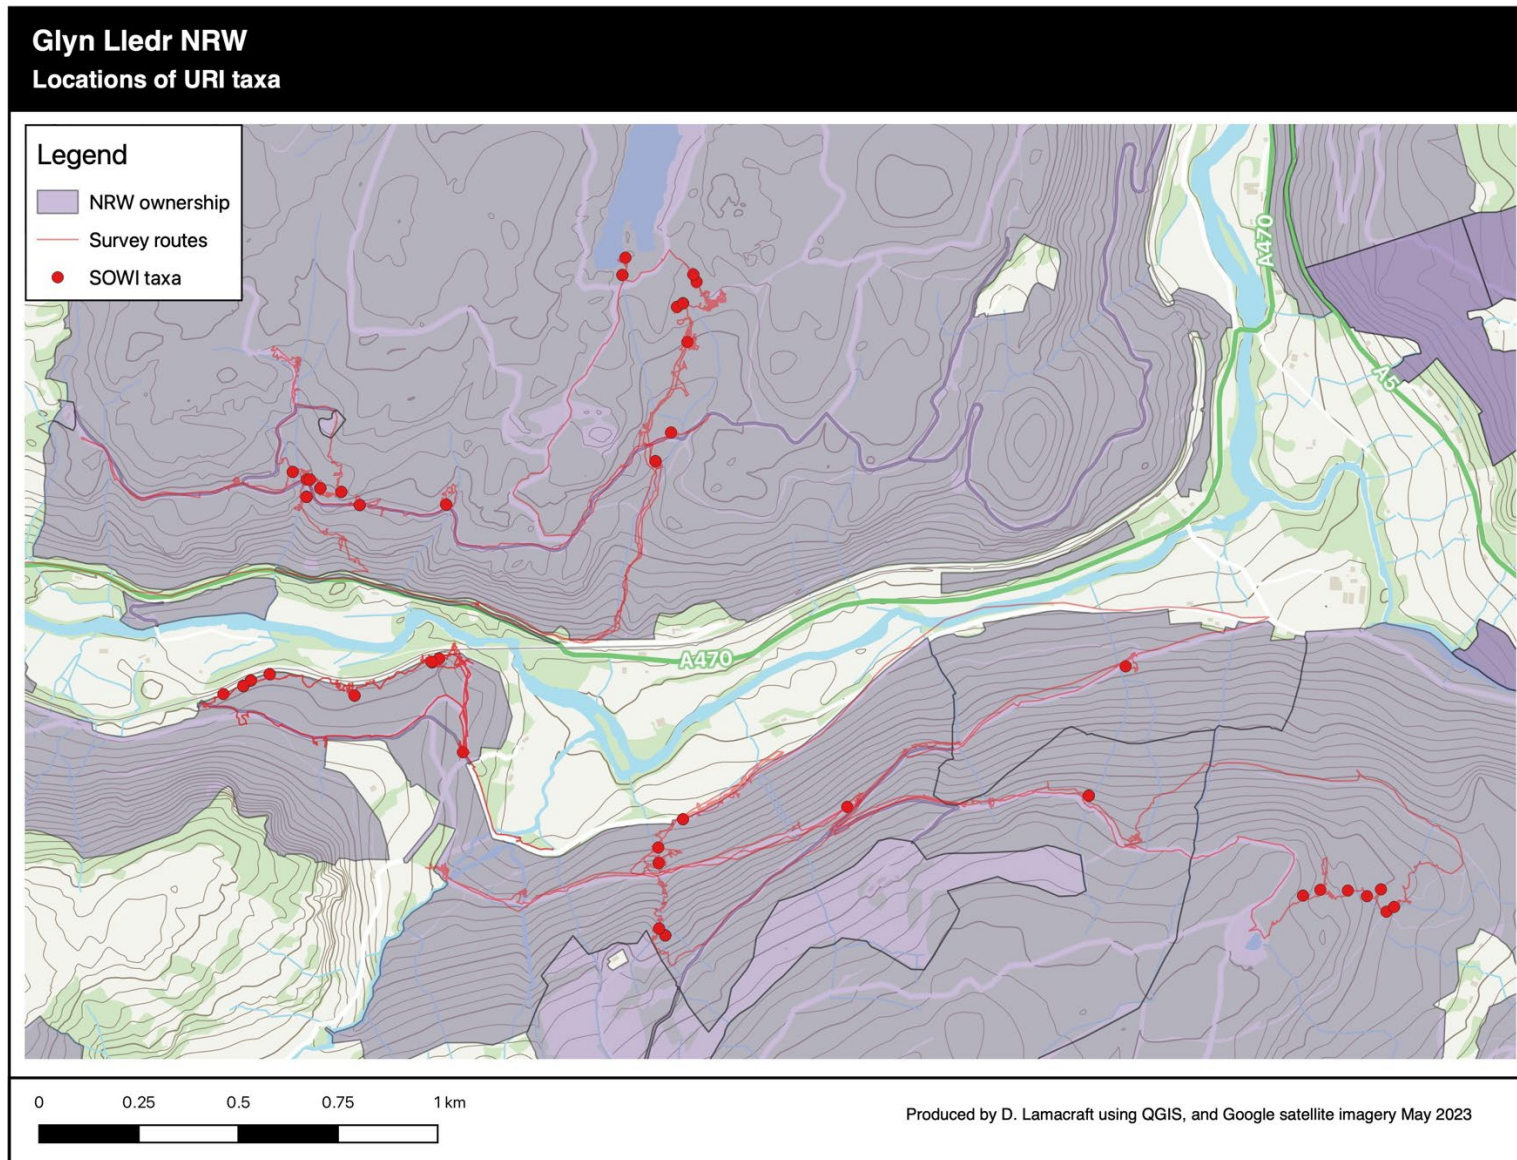 Glyn Lledr NRW
Locations of URI taxa
Legend
NRW ownership
Survey routes
SOWI taxa
A470
A5
A470
0 0.25 0.5 0.75 1 km
Produced by D. Lamacraft using QGIS, and Google satellite imagery May 2023